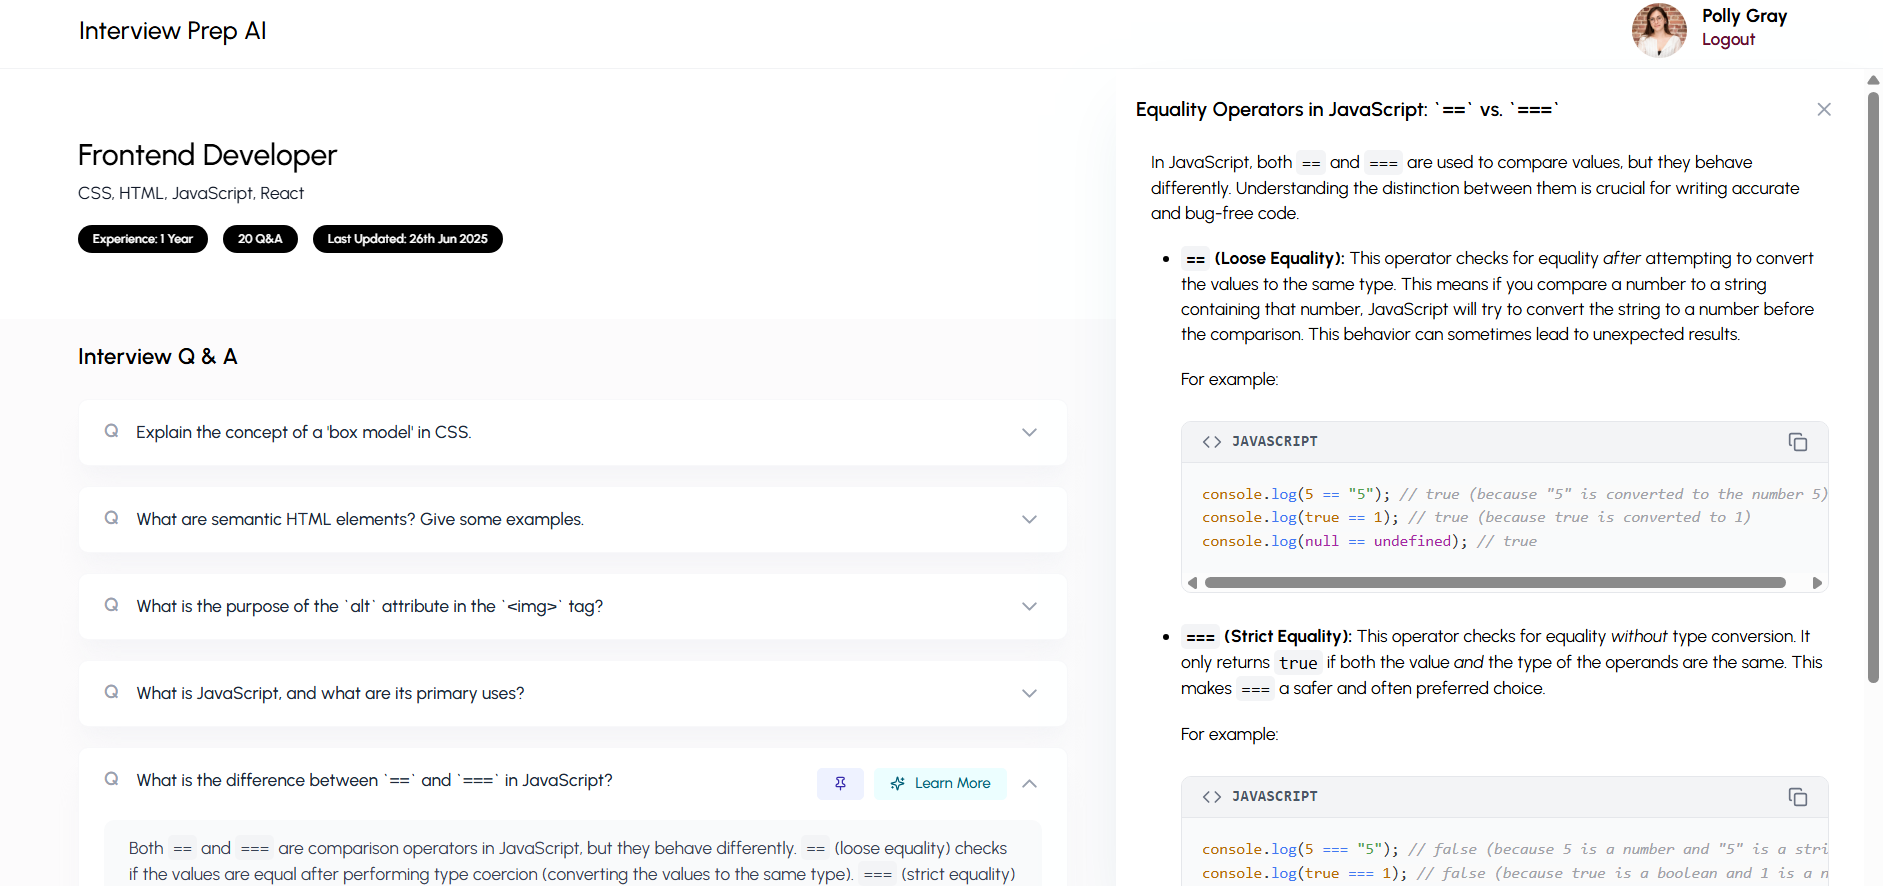 Interview Prep AI
Polly Gray
Logout
Frontend Developer
CSS, HTML, JavaScript, React
Experience: 1 Year
20 Q&A
Last Updated: 26th Jun 2025
Interview Q & A
Q Explain the concept of a 'box model' in CSS.
Q What are semantic HTML elements? Give some examples.
Q What is the purpose of the `alt` attribute in the `<img>` tag?
Q What is JavaScript, and what are its primary uses?
Q What is the difference between `==` and `===` in JavaScript?
Learn More
Both == and === are comparison operators in JavaScript, but they behave differently. == (loose equality) checks
if the values are equal after performing type coercion (converting the values to the same type). === (strict equality)
Equality Operators in JavaScript: `==` vs. `===`
In JavaScript, both == and === are used to compare values, but they behave
differently. Understanding the distinction between them is crucial for writing accurate
and bug-free code.
• == (Loose Equality): This operator checks for equality after attempting to convert
the values to the same type. This means if you compare a number to a string
containing that number, JavaScript will try to convert the string to a number before
the comparison. This behavior can sometimes lead to unexpected results.
For example:
<> JAVASCRIPT
console.log(5 == "5"); // true (because "5" is converted to the number 5)
console.log(true == 1); // true (because true is converted to 1)
console.log(null == undefined); // true
• === (Strict Equality): This operator checks for equality without type conversion. It
only returns true if both the value and the type of the operands are the same. This
makes === a safer and often preferred choice.
For example:
<> JAVASCRIPT
console.log(5 === "5"); // false (because 5 is a number and "5" is a stri
console.log(true === 1); // false (because true is a boolean and 1 is a n